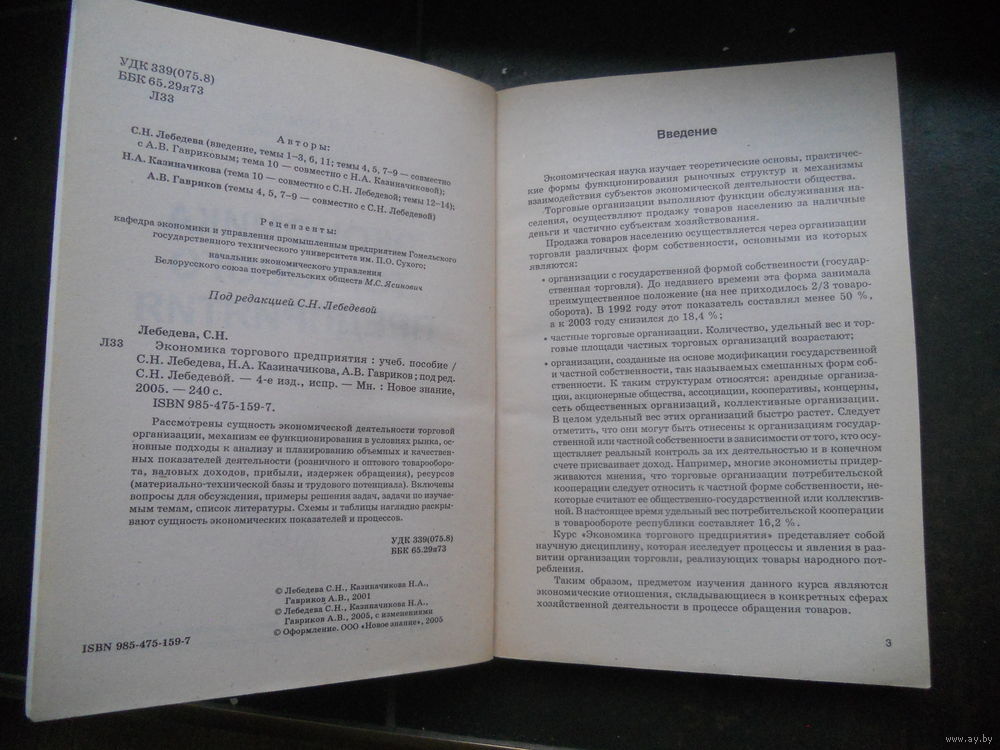 УДК 339(075.8)
ББК 65.29я73
Л33
Авторы:
С.Н. Лебедева (введение, темы 1–3, 6, 11; темы 4, 5, 7–9 — совместно
с А.В. Гавриковым; тема 10 — совместно с Н.А. Казиначиковой);
Н.А. Казиначикова (тема 10 — совместно с С.Н. Лебедевой; темы 12–14);
А.В. Гавриков (темы 4, 5, 7–9 — совместно с С.Н. Лебедевой)
Рецензенты:
кафедра экономики и управления промышленным предприятием Гомельского
государственного технического университета им. П.О. Сухого;
начальник экономического управления
Белорусского союза потребительских обществ М.С. Ясинович
Под редакцией С.Н. Лебедевой
Лебедева, С.Н.
Л33 Экономика торгового предприятия : учеб. пособие /
С.Н. Лебедева, Н.А. Казиначикова, А.В. Гавриков ; под ред.
С.Н. Лебедевой. — 4-е изд., испр. — Мн. : Новое знание,
2005. — 240 с.
ISBN 985-475-159-7.
Рассмотрены сущность экономической деятельности торговой
организации, механизм ее функционирования в условиях рынка, ос-
новные подходы к анализу и планированию объемных и качествен-
ных показателей деятельности (розничного и оптового товарооборо-
та, валовых доходов, прибыли, издержек обращения), ресурсов
(материально-технической базы и трудового потенциала). Включены
вопросы для обсуждения, примеры решения задач, задачи по изучае-
мым темам, список литературы. Схемы и таблицы наглядно раскры-
вают сущность экономических показателей и процессов.
УДК 339(075.8)
ББК 65.29я73
© Лебедева С.Н., Казиначикова Н.А.,
Гавриков А.В., 2001
© Лебедева С.Н., Казиначикова Н.А.,
Гавриков А.В., 2005, с изменениями
© Оформление. ООО «Новое знание», 2005
ISBN 985-475-159-7
Введение
Экономическая наука изучает теоретические основы, практичес-
кие формы функционирования рыночных структур и механизмы
взаимодействия субъектов экономической деятельности общества.
Торговые организации выполняют функции обслуживания на-
селения, осуществляют продажу товаров населению за наличные
деньги и частично субъектам хозяйствования.
Продажа товаров населению осуществляется через организации
торговли различных форм собственности, основными из которых
являются:
• организации с государственной формой собственности (государ-
ственная торговля). До недавнего времени эта форма занимала
преимущественное положение (на нее приходилось 2/3 товаро-
оборота). В 1992 году этот показатель составлял менее 50 %,
а к 2003 году снизился до 18,4 %;
• частные торговые организации. Количество, удельный вес и тор-
говые площади частных торговых организаций возрастают;
• организации, созданные на основе модификации государственной
и частной собственности, так называемых смешанных форм соб-
ственности. К таким структурам относятся: арендные организа-
ции, акционерные общества, ассоциации, кооперативы, концерны,
сеть общественных организаций, коллективные организации.
В целом удельный вес этих организаций быстро растет. Следует
отметить, что они могут быть отнесены к организациям государст-
венной или частной собственности в зависимости от того, кто осу-
ществляет реальный контроль за их деятельностью и в конечном
счете присваивает доход. Например, многие экономисты придер-
живаются мнения, что торговые организации потребительской
кооперации следует относить к частной форме собственности, не-
которые считают ее общественно-государственной или коллектив-
ной. В настоящее время удельный вес потребительской кооперации
в товарообороте республики составляет 16,2 %.
Курс «Экономика торгового предприятия» представляет собой
научную дисциплину, которая исследует процессы и явления в раз-
витии организации торговли, реализующих товары народного пот-
ребления.
Таким образом, предметом изучения данного курса являются
экономические отношения, складывающиеся в конкретных сферах
хозяйственной деятельности в процессе обращения товаров.
3
www.ay.by